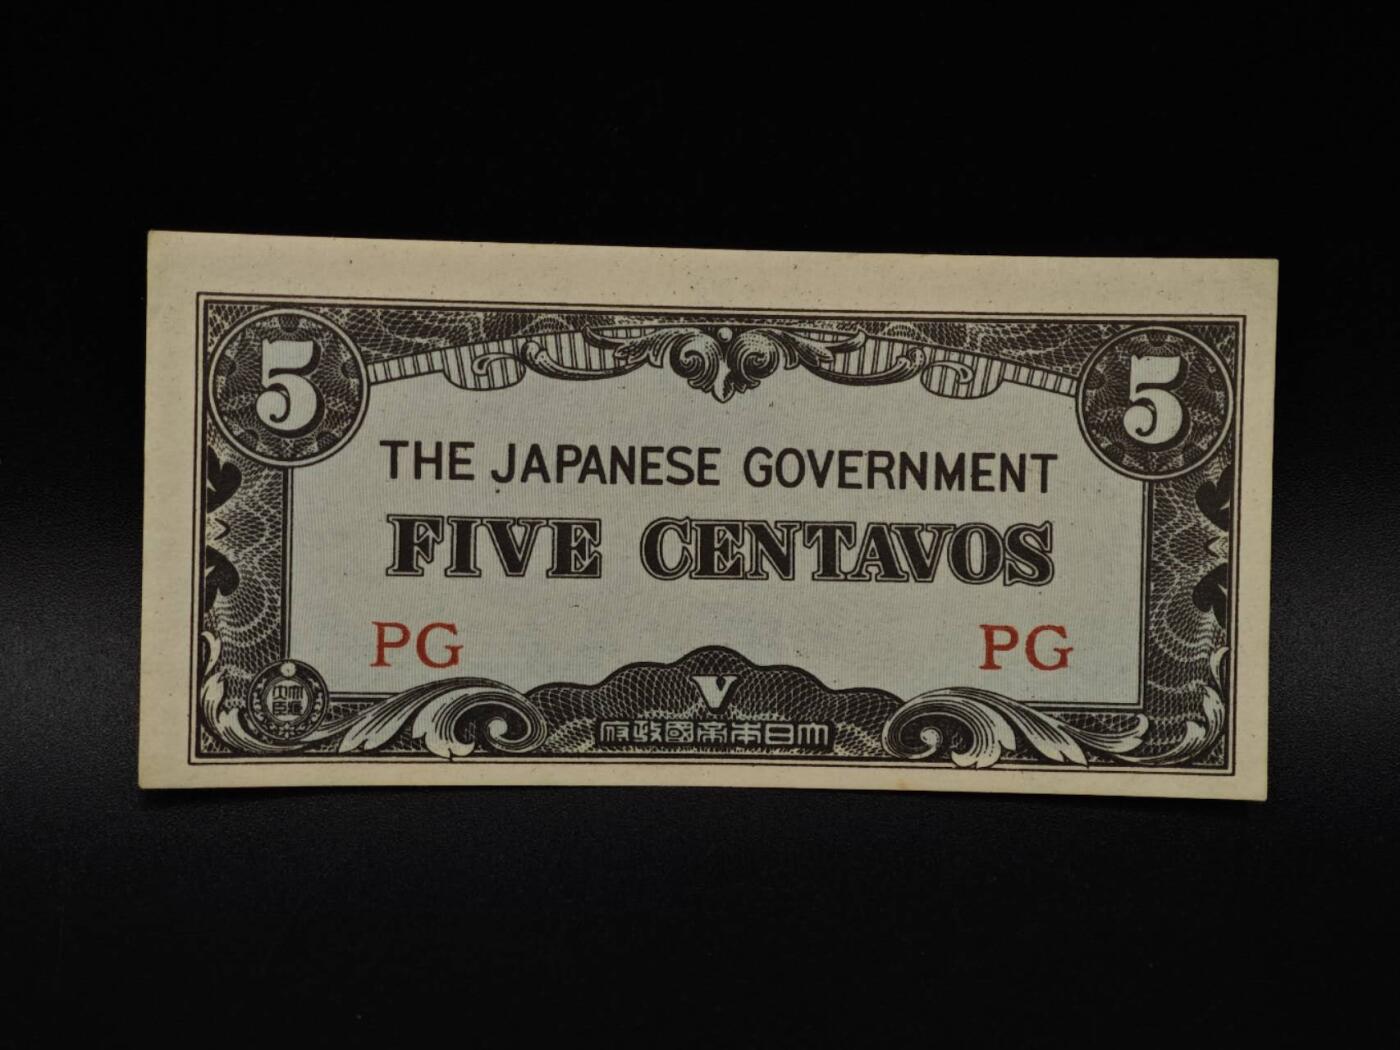 5 5
THE JAPANESE GOVERNMENT
FIVE CENTAVOS
PG PG
V
府政國帝本日大